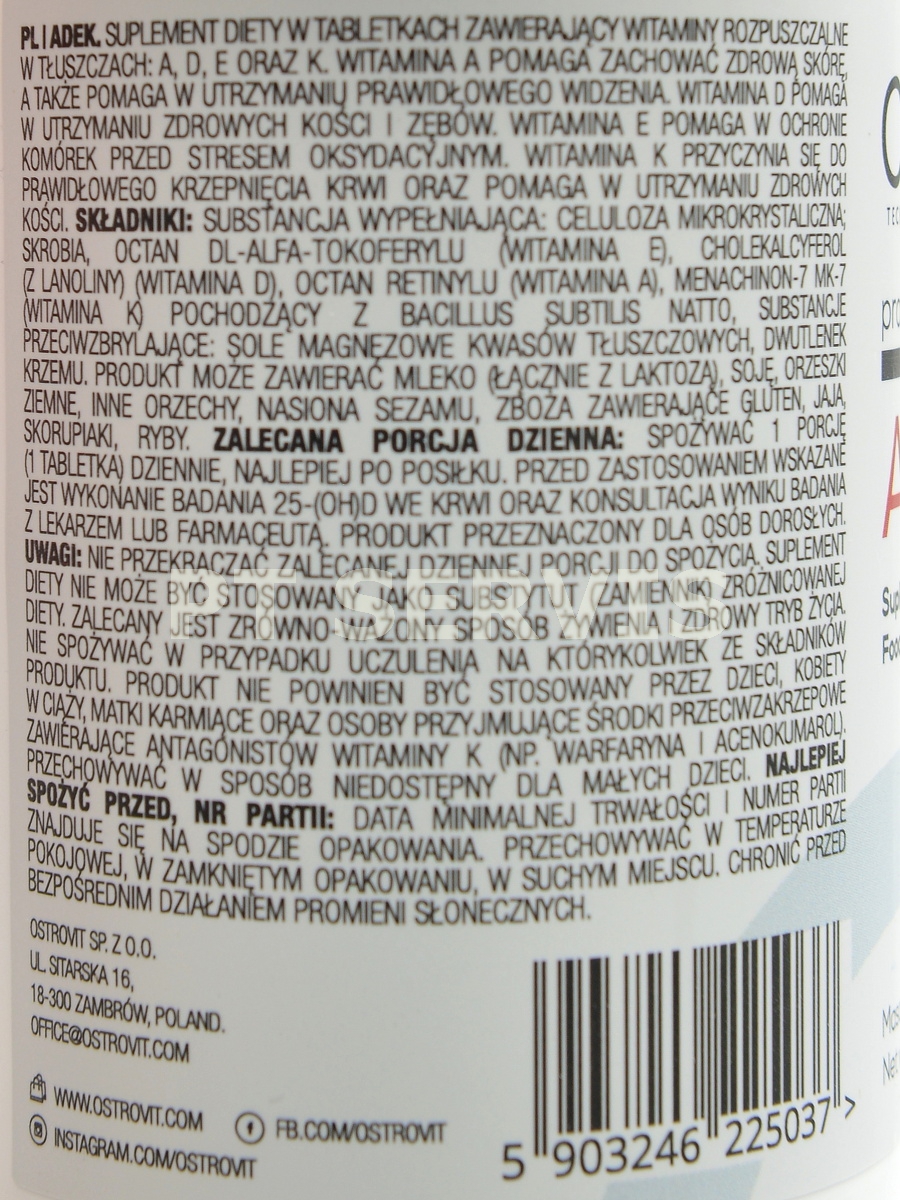 PL | ADEK. SUPLEMENT DIETY W TABLETKACH ZAWIERAJĄCY WITAMINY ROZPUSZCZALNE
W TŁUSZCZACH: A, D, E ORAZ K. WITAMINA A POMAGA ZACHOWAĆ ZDROWĄ SKÓRĘ,
A TAKŻE POMAGA W UTRZYMANIU PRAWIDŁOWEGO WIDZENIA. WITAMINA D POMAGA
W UTRZYMANIU ZDROWYCH KOŚCI I ZĘBÓW. WITAMINA E POMAGA W OCHRONIE
KOMÓREK PRZED STRESEM OKSYDACYJNYM. WITAMINA K PRZYCZYNIA SIĘ DO
PRAWIDŁOWEGO KRZEPNIĘCIA KRWI ORAZ POMAGA W UTRZYMANIU ZDROWYCH
KOŚCI. SKŁADNIKI: SUBSTANCJA WYPEŁNIAJĄCA: CELULOZA MIKROKRYSTALICZNA;
SKROBIA, OCTAN DL-ALFA-TOKOFERYLU (WITAMINA E), CHOLEKALCYFEROL
(Z LANOLINY) (WITAMINA D), OCTAN RETINYLU (WITAMINA A), MENACHINON-7 MK-7
(WITAMINA K) POCHODZĄCY Z BACILLUS SUBTILIS NATTO, SUBSTANCJE
PRZECIWZBRYLAJĄCE: SOLE MAGNEZOWE KWASÓW TŁUSZCZOWYCH, DWUTLENEK
KRZEMU. PRODUKT MOŻE ZAWIERAĆ MLEKO (ŁĄCZNIE Z LAKTOZĄ), SOJĘ, ORZESZKI
ZIEMNE, INNE ORZECHY, NASIONA SEZAMU, ZBOŻA ZAWIERAJĄCE GLUTEN, JAJA,
SKORUPIAKI, RYBY. ZALECANA PORCJA DZIENNA: SPOŻYWAĆ 1 PORCJĘ
(1 TABLETKA) DZIENNIE, NAJLEPIEJ PO POSIŁKU. PRZED ZASTOSOWANIEM WSKAZANE
JEST WYKONANIE BADANIA 25-(OH)D WE KRWI ORAZ KONSULTACJA WYNIKU BADANIA
Z LEKARZEM LUB FARMACEUTĄ. PRODUKT PRZEZNACZONY DLA OSÓB DOROSŁYCH.
UWAGI: NIE PRZEKRACZAĆ ZALECANEJ DZIENNEJ PORCJI DO SPOŻYCIA. SUPLEMENT
DIETY NIE MOŻE BYĆ STOSOWANY JAKO SUBSTYTUT (ZAMIENNIK) ZRÓŻNICOWANEJ
DIETY. ZALECANY JEST ZRÓWNO-WAŻONY SPOSÓB ŻYWIENIA I ZDROWY TRYB ŻYCIA.
NIE SPOŻYWAĆ W PRZYPADKU UCZULENIA NA KTÓRYKOLWIEK ZE SKŁADNIKÓW
PRODUKTU. PRODUKT NIE POWINIEN BYĆ STOSOWANY PRZEZ DZIECI, KOBIETY
W CIĄŻY, MATKI KARMIĄCE ORAZ OSOBY PRZYJMUJĄCE ŚRODKI PRZECIWZAKRZEPOWE
ZAWIERAJĄCE ANTAGONISTÓW WITAMINY K (NP. WARFARYNA I ACENOKUMAROL).
PRZECHOWYWAĆ W SPOSÓB NIEDOSTĘPNY DLA MAŁYCH DZIECI. NAJLEPIEJ
SPOŻYĆ PRZED, NR PARTII: DATA MINIMALNEJ TRWAŁOŚCI I NUMER PARTII
ZNAJDUJE SIĘ NA SPODZIE OPAKOWANIA. PRZECHOWYWAĆ W TEMPERATURZE
POKOJOWEJ, W ZAMKNIĘTYM OPAKOWANIU, W SUCHYM MIEJSCU. CHRONIĆ PRZED
BEZPOŚREDNIM DZIAŁANIEM PROMIENI SŁONECZNYCH.
PT SERVIS
OSTROVIT SP. Z O.O.
UL. SITARSKA 16,
18-300 ZAMBRÓW, POLAND.
OFFICE@OSTROVIT.COM
WWW.OSTROVIT.COM
FB.COM/OSTROVIT
INSTAGRAM.COM/OSTROVIT
5 903246 225037 >